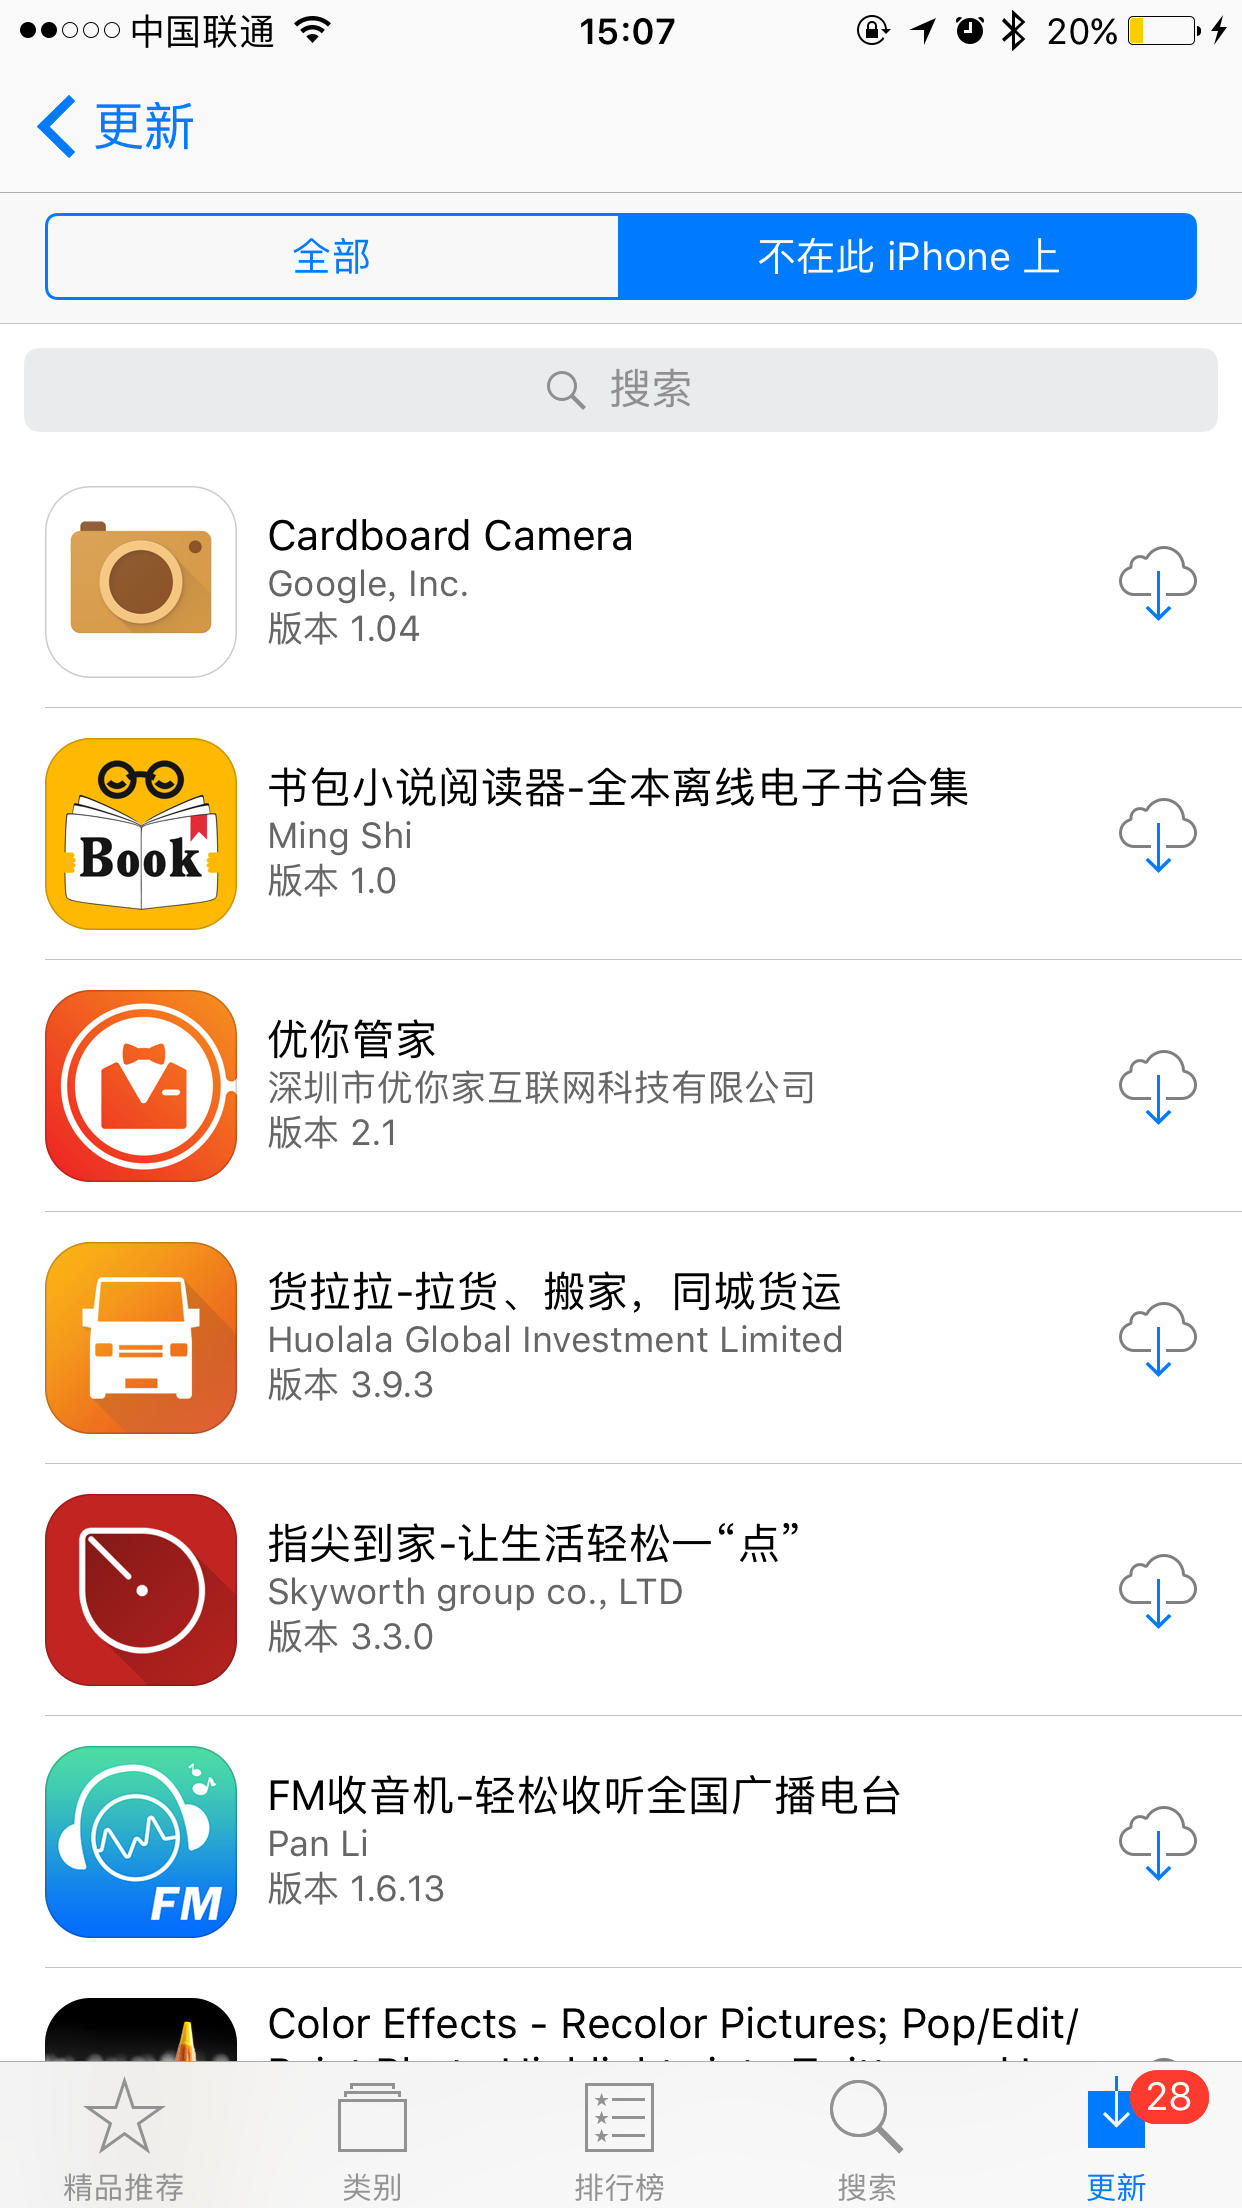 中国联通 15:07 20%
更新
全部 不在此 iPhone 上
搜索
Cardboard Camera
Google, Inc.
版本 1.04
Book
书包小说阅读器-全本离线电子书合集
Ming Shi
版本 1.0
优你管家
深圳市优你家互联网科技有限公司
版本 2.1
货拉拉-拉货、搬家，同城货运
Huolala Global Investment Limited
版本 3.9.3
指尖到家-让生活轻松一“点”
Skyworth group co., LTD
版本 3.3.0
FM收音机-轻松收听全国广播电台
Pan Li
版本 1.6.13
FM
Color Effects - Recolor Pictures; Pop/Edit/
28
精品推荐 类别 排行榜 搜索 更新